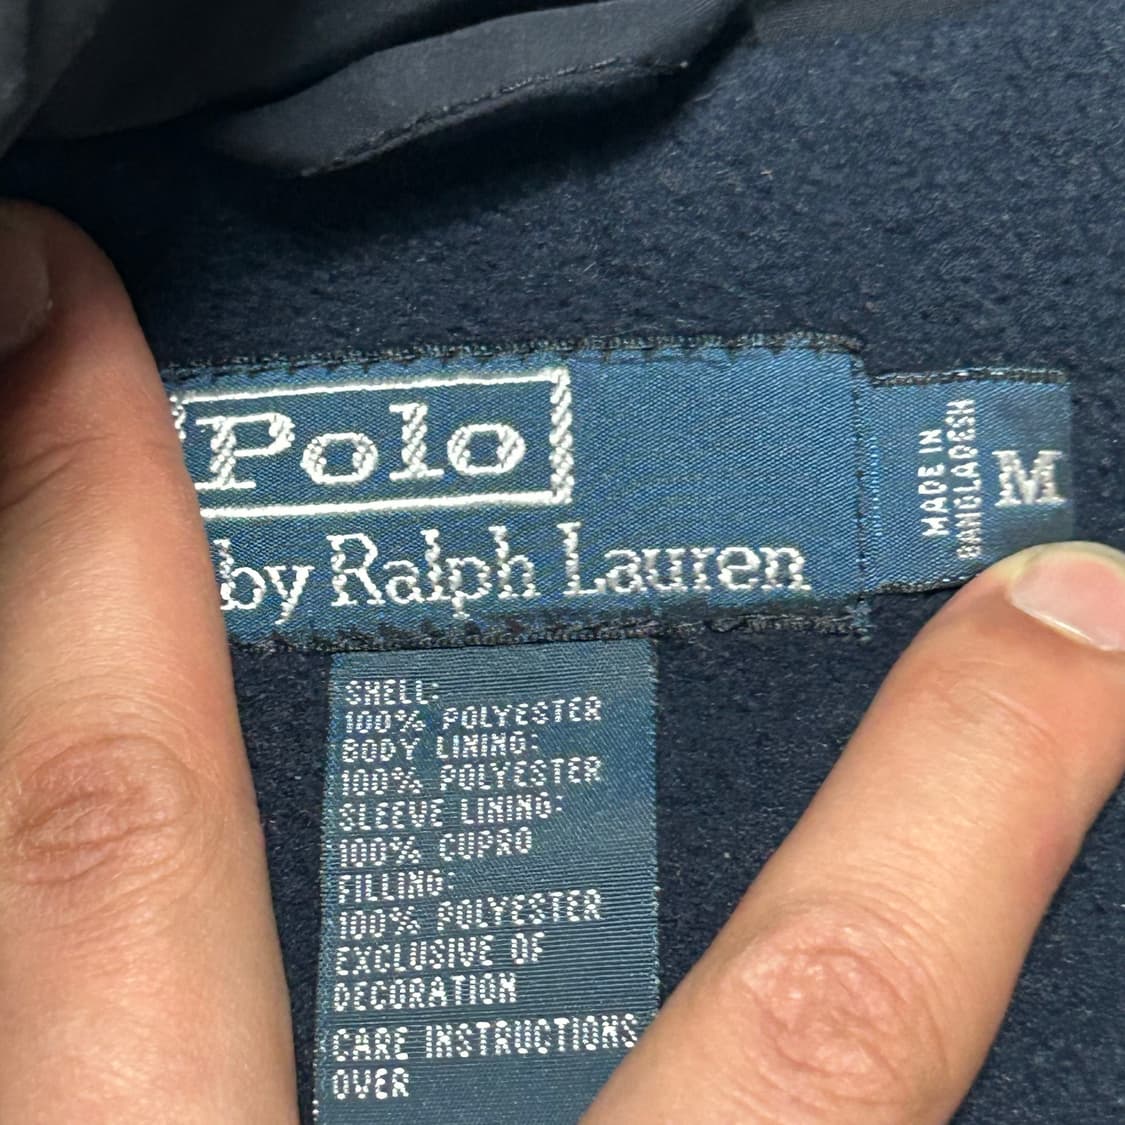 Polo
by Ralph Lauren
MADE IN
BANGLADESH
M
SHELL:
100% POLYESTER
BODY LINING:
100% POLYESTER
SLEEVE LINING:
100% CUPRO
FILLING:
100% POLYESTER
EXCLUSIVE OF
DECORATION
CARE INSTRUCTIONS
OVER